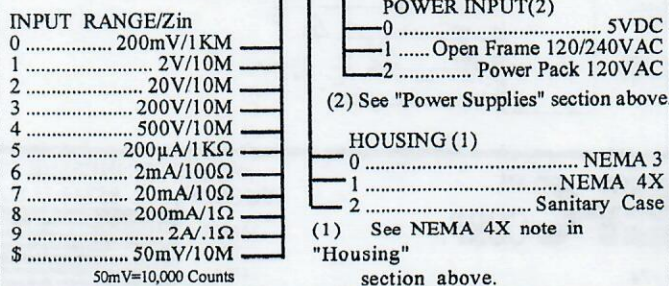 INPUT RANGE/Zin
0 .................... 200mV/1KM
1 ............................ 2V/10M
2 .......................... 20V/10M
3 ........................ 200V/10M
4 ........................ 500V/10M
5 .................... 200µA/1KΩ
6 ..................... 2mA/100Ω
7 ..................... 20mA/10Ω
8 ..................... 200mA/1Ω
9 ........................... 2A/.1Ω
$ ....................... 50mV/10M
50mV=10,000 Counts
POWER INPUT(2)
0 .................................. 5VDC
1 ..... Open Frame 120/240VAC
2 ............ Power Pack 120VAC
(2) See "Power Supplies" section above
HOUSING (1)
0 .................................... NEMA 3
1 .................................NEMA 4X
2 ............................ Sanitary Case
(1) See NEMA 4X note in
"Housing"
section above.